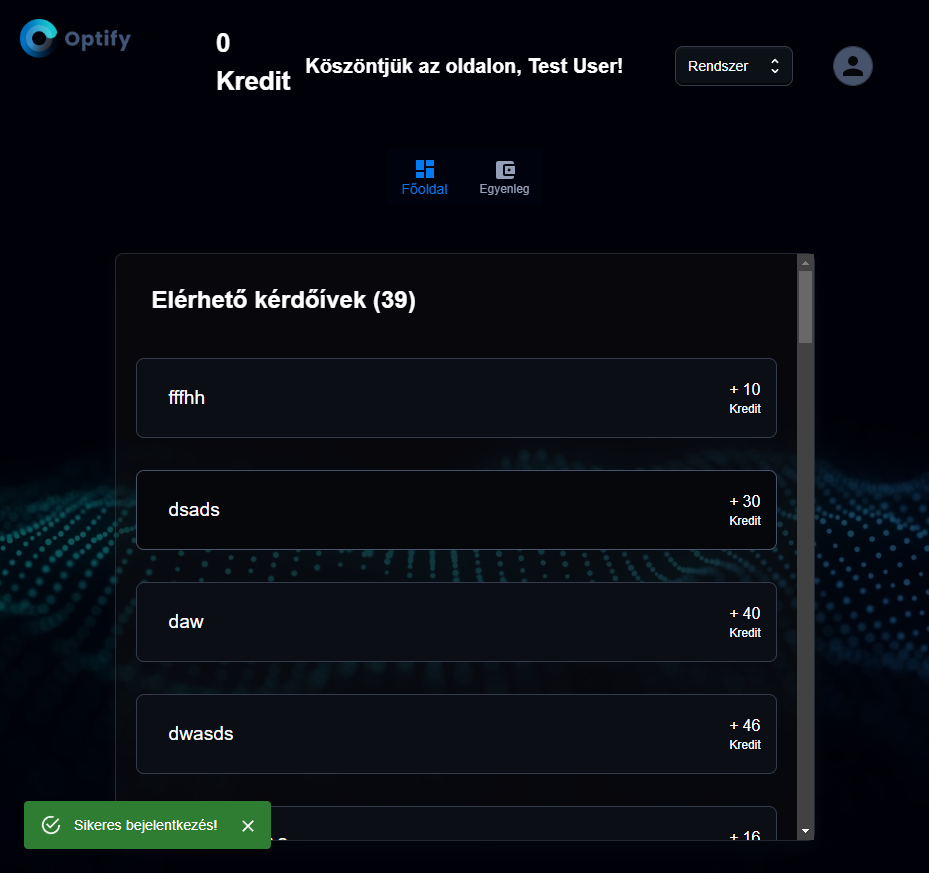 Optify
0
Kredit
Köszöntjük az oldalon, Test User!
Rendszer
Főoldal
Egyenleg
Elérhető kérdőívek (39)
fffhh
+ 10
Kredit
dsads
+ 30
Kredit
daw
+ 40
Kredit
dwasds
+ 46
Kredit
+ 16
Sikeres bejelentkezés!